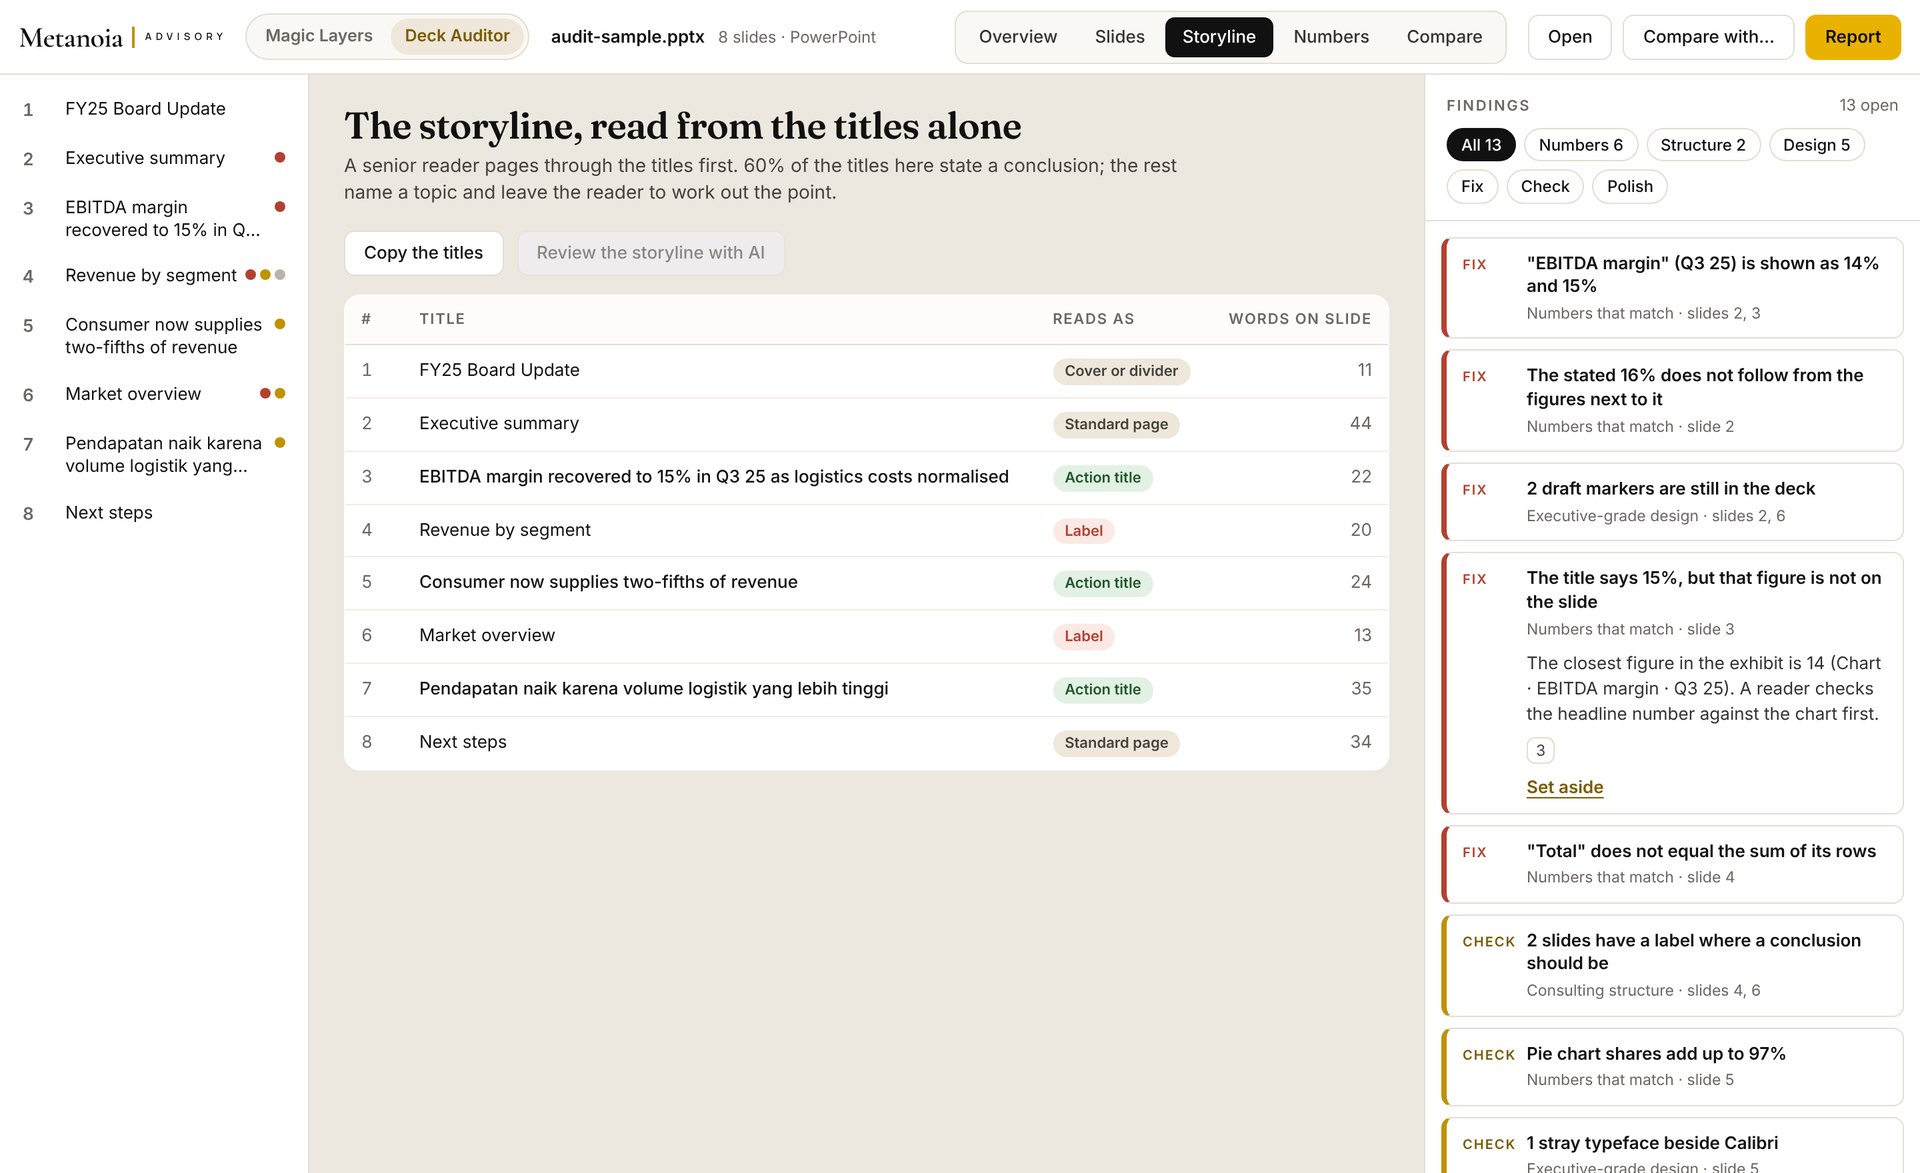 Metanoia | ADVISORY
Magic Layers
Deck Auditor
audit-sample.pptx 8 slides · PowerPoint
Overview
Slides
Storyline
Numbers
Compare
Open
Compare with...
Report
1 FY25 Board Update
2 Executive summary
3 EBITDA margin
recovered to 15% in Q...
4 Revenue by segment
5 Consumer now supplies
two-fifths of revenue
6 Market overview
7 Pendapatan naik karena
volume logistik yang...
8 Next steps
The storyline, read from the titles alone
A senior reader pages through the titles first. 60% of the titles here state a conclusion; the rest
name a topic and leave the reader to work out the point.
Copy the titles
Review the storyline with AI
# TITLE READS AS WORDS ON SLIDE
1 FY25 Board Update Cover or divider 11
2 Executive summary Standard page 44
3 EBITDA margin recovered to 15% in Q3 25 as logistics costs normalised Action title 22
4 Revenue by segment Label 20
5 Consumer now supplies two-fifths of revenue Action title 24
6 Market overview Label 13
7 Pendapatan naik karena volume logistik yang lebih tinggi Action title 35
8 Next steps Standard page 34
FINDINGS 13 open
All 13
Numbers 6
Structure 2
Design 5
Fix
Check
Polish
FIX "EBITDA margin" (Q3 25) is shown as 14%
and 15%
Numbers that match · slides 2, 3
FIX The stated 16% does not follow from the
figures next to it
Numbers that match · slide 2
FIX 2 draft markers are still in the deck
Executive-grade design · slides 2, 6
FIX The title says 15%, but that figure is not on
the slide
Numbers that match · slide 3
The closest figure in the exhibit is 14 (Chart
· EBITDA margin · Q3 25). A reader checks
the headline number against the chart first.
3
Set aside
FIX "Total" does not equal the sum of its rows
Numbers that match · slide 4
CHECK 2 slides have a label where a conclusion
should be
Consulting structure · slides 4, 6
CHECK Pie chart shares add up to 97%
Numbers that match · slide 5
CHECK 1 stray typeface beside Calibri
Executive-grade design · slide 5